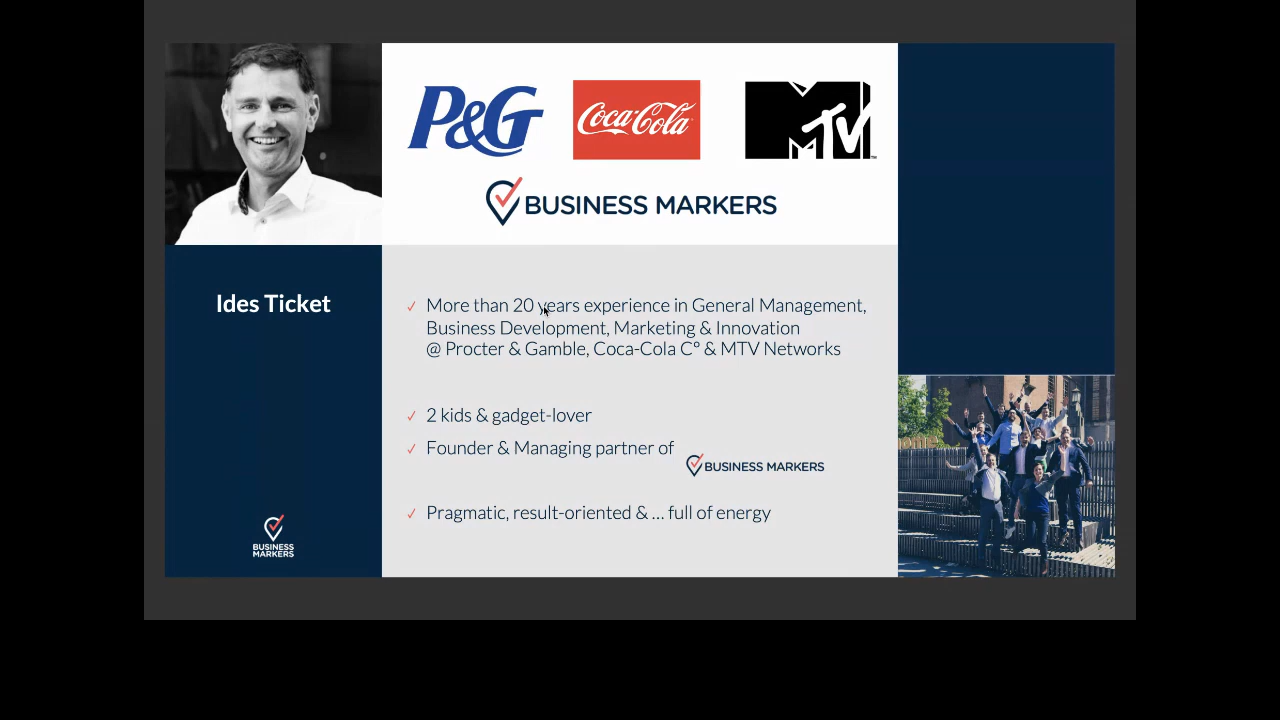 P&G
Coca-Cola
MTV
TM
BUSINESS MARKERS
Ides Ticket
✓ More than 20 years experience in General Management,
Business Development, Marketing & Innovation
@ Procter & Gamble, Coca-Cola C° & MTV Networks
✓ 2 kids & gadget-lover
✓ Founder & Managing partner of
BUSINESS MARKERS
✓ Pragmatic, result-oriented & ... full of energy
BUSINESS
MARKERS